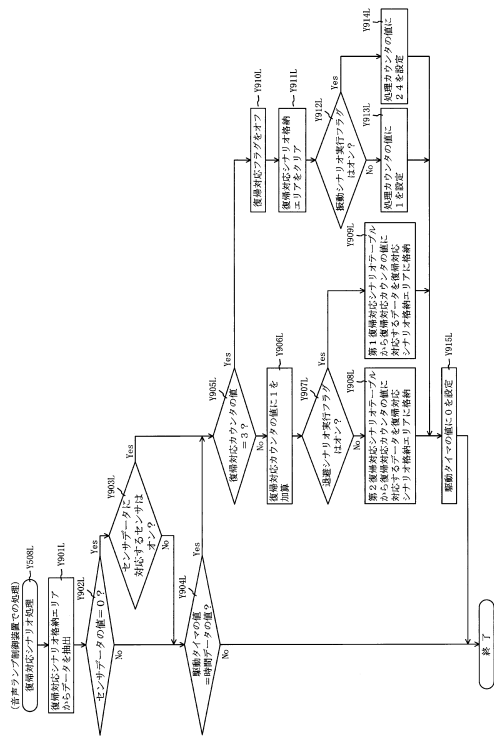 (音声ランプ制御装置での処理)
復帰対応シナリオ処理
Y508L
復帰対応シナリオ格納エリア
からデータを抽出
Y901L
センサデータの値=0?
Y902L
Yes
No
センサデータに
対応するセンサは
オン?
Y903L
Yes
No
駆動タイマの値
=時間データの値?
Y904L
Yes
No
復帰対応カウンタの値
=3?
Y905L
Yes
No
復帰対応カウンタの値に1を
加算
Y906L
退避シナリオ実行フラグ
はオン?
Y907L
Yes
No
第2復帰対応シナリオテーブル
から復帰対応カウンタの値に
対応するデータを復帰対応
シナリオ格納エリアに格納
Y908L
第1復帰対応シナリオテーブル
から復帰対応カウンタの値に
対応するデータを復帰対応
シナリオ格納エリアに格納
Y909L
復帰対応フラグをオフ
Y910L
復帰対応シナリオ格納
エリアをクリア
Y911L
振動シナリオ実行フラグ
はオン?
Y912L
Yes
No
処理カウンタの値に
1を設定
Y913L
処理カウンタの値に
24を設定
Y914L
駆動タイマの値に0を設定
Y915L
終了